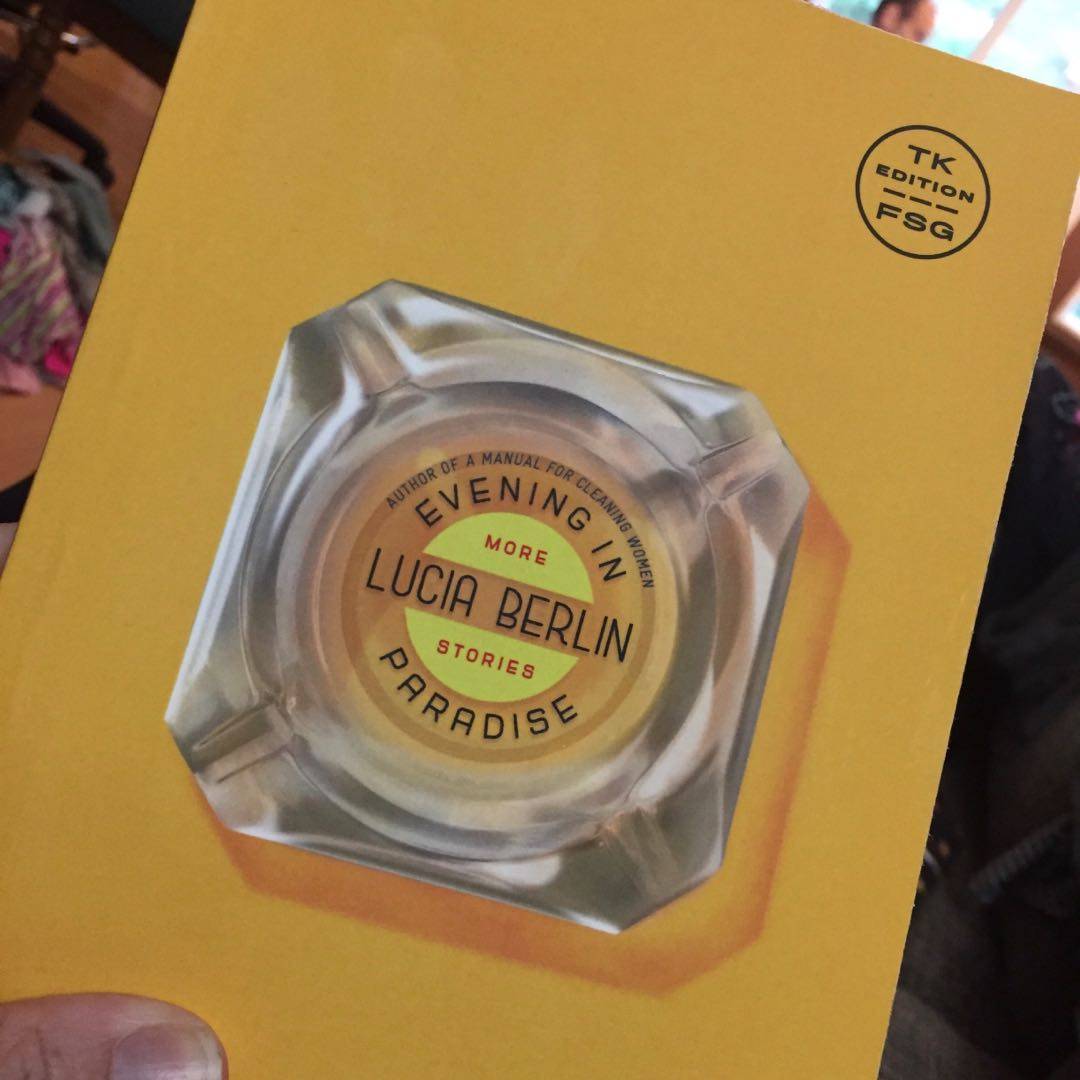 TK
EDITION
FSG
AUTHOR OF A MANUAL FOR CLEANING WOMEN
EVENING IN
MORE
LUCIA BERLIN
STORIES
PARADISE